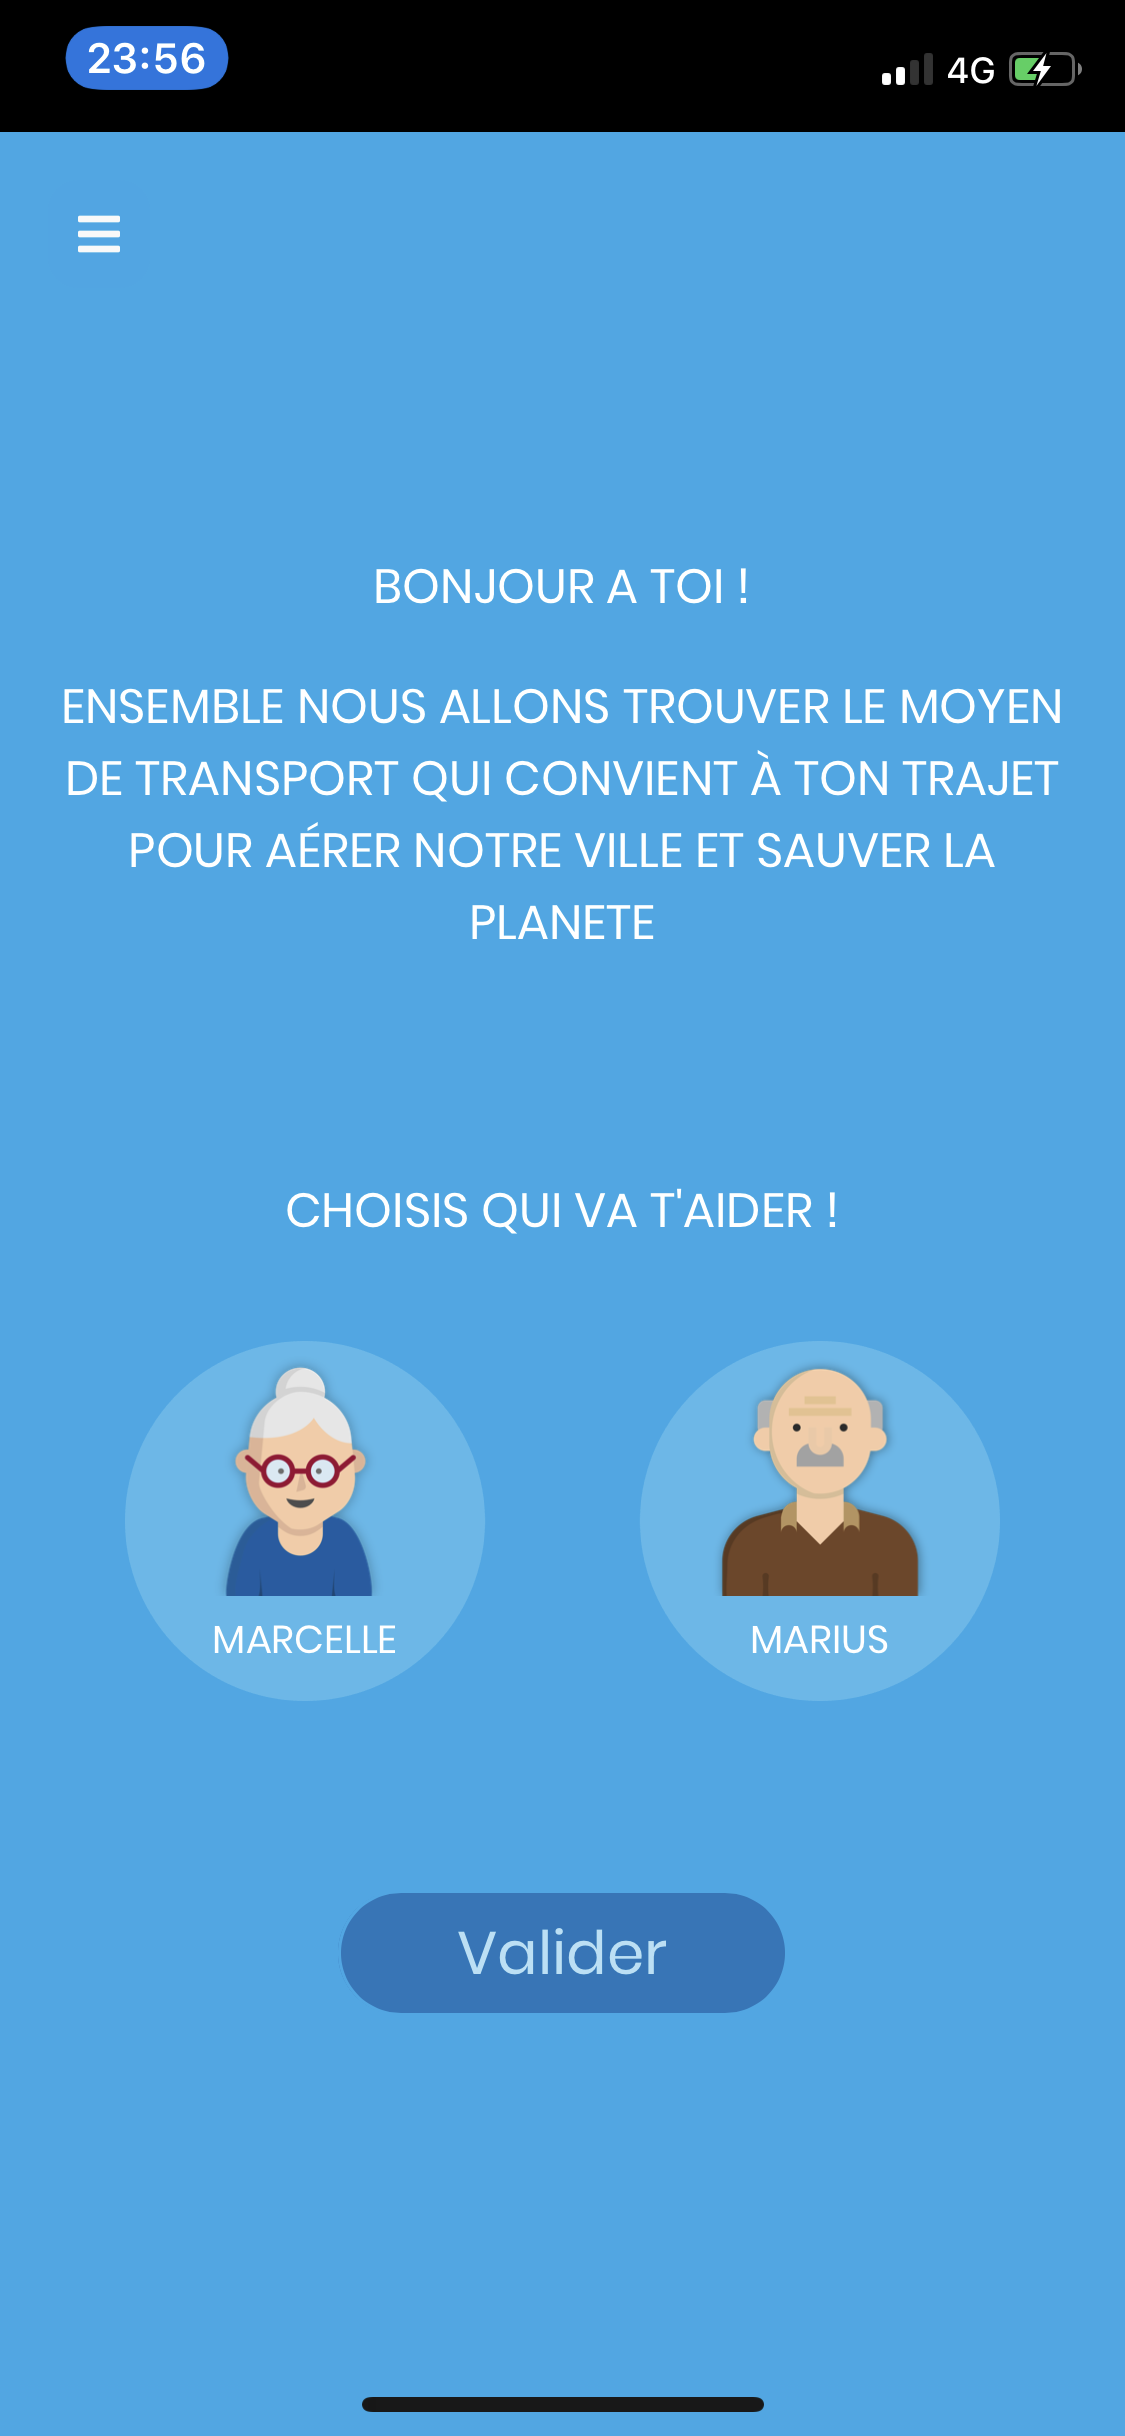 23:56
4G
BONJOUR A TOI !
ENSEMBLE NOUS ALLONS TROUVER LE MOYEN
DE TRANSPORT QUI CONVIENT À TON TRAJET
POUR AÉRER NOTRE VILLE ET SAUVER LA
PLANETE
CHOISIS QUI VA T'AIDER !
MARCELLE
MARIUS
Valider